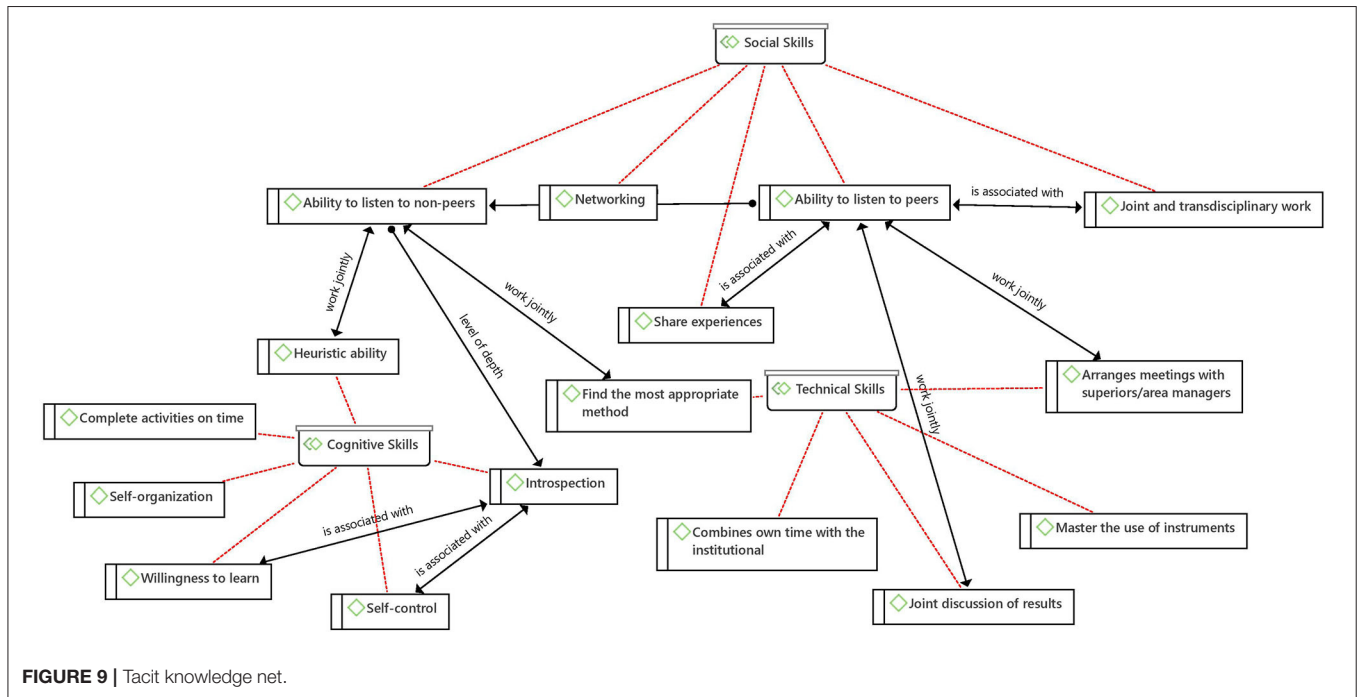 Social Skills
Ability to listen to non-peers
Networking
Ability to listen to peers
is associated with
Joint and transdisciplinary work
work jointly
level of depth
work jointly
is associated with
work jointly
work jointly
Share experiences
Heuristic ability
Find the most appropriate
method
Technical Skills
Arranges meetings with
superiors/area managers
Complete activities on time
Cognitive Skills
Self-organization
Introspection
is associated with
is associated with
Combines own time with the
institutional
Master the use of instruments
Willingness to learn
Self-control
Joint discussion of results
FIGURE 9 | Tacit knowledge net.